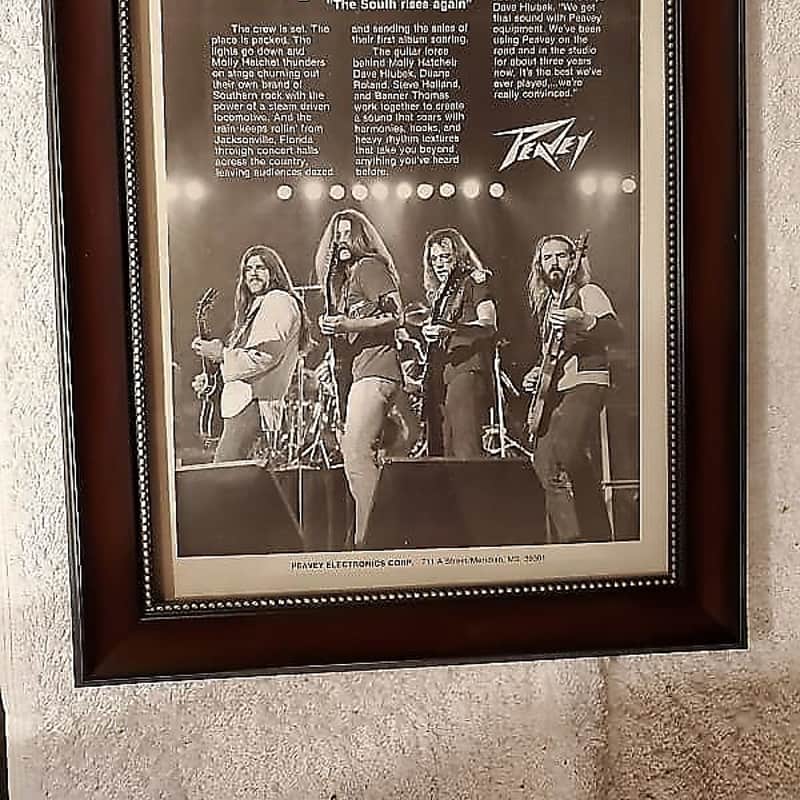 "The South rises again"
The crew is set. The
place is packed. The
lights go down and
Molly Hatchet thunders
on stage churning out
their own brand of
Southern rock with the
power of a steam driven
locomotive. And the
train keeps rollin' from
Jacksonville, Florida
through concert halls
across the country,
leaving audiences dazed
and sending the sales of
their first album soaring.
The guitar force
behind Molly Hatchet:
Dave Hlubek, Duane
Roland, Steve Holland,
and Banner Thomas
work together to create
a sound that soars with
harmonies, hooks, and
heavy rhythm textures
that take you beyond
anything you've heard
before.
Dave Hlubek. "We get
that sound with Peavey
equipment. We've been
using Peavey on the
road and in the studio
for about three years
now. It's the best we've
ever played,...we're
really convinced."
PEAVEY
PEAVEY ELECTRONICS CORP. 711 A Street/Meridian, MS. 39301